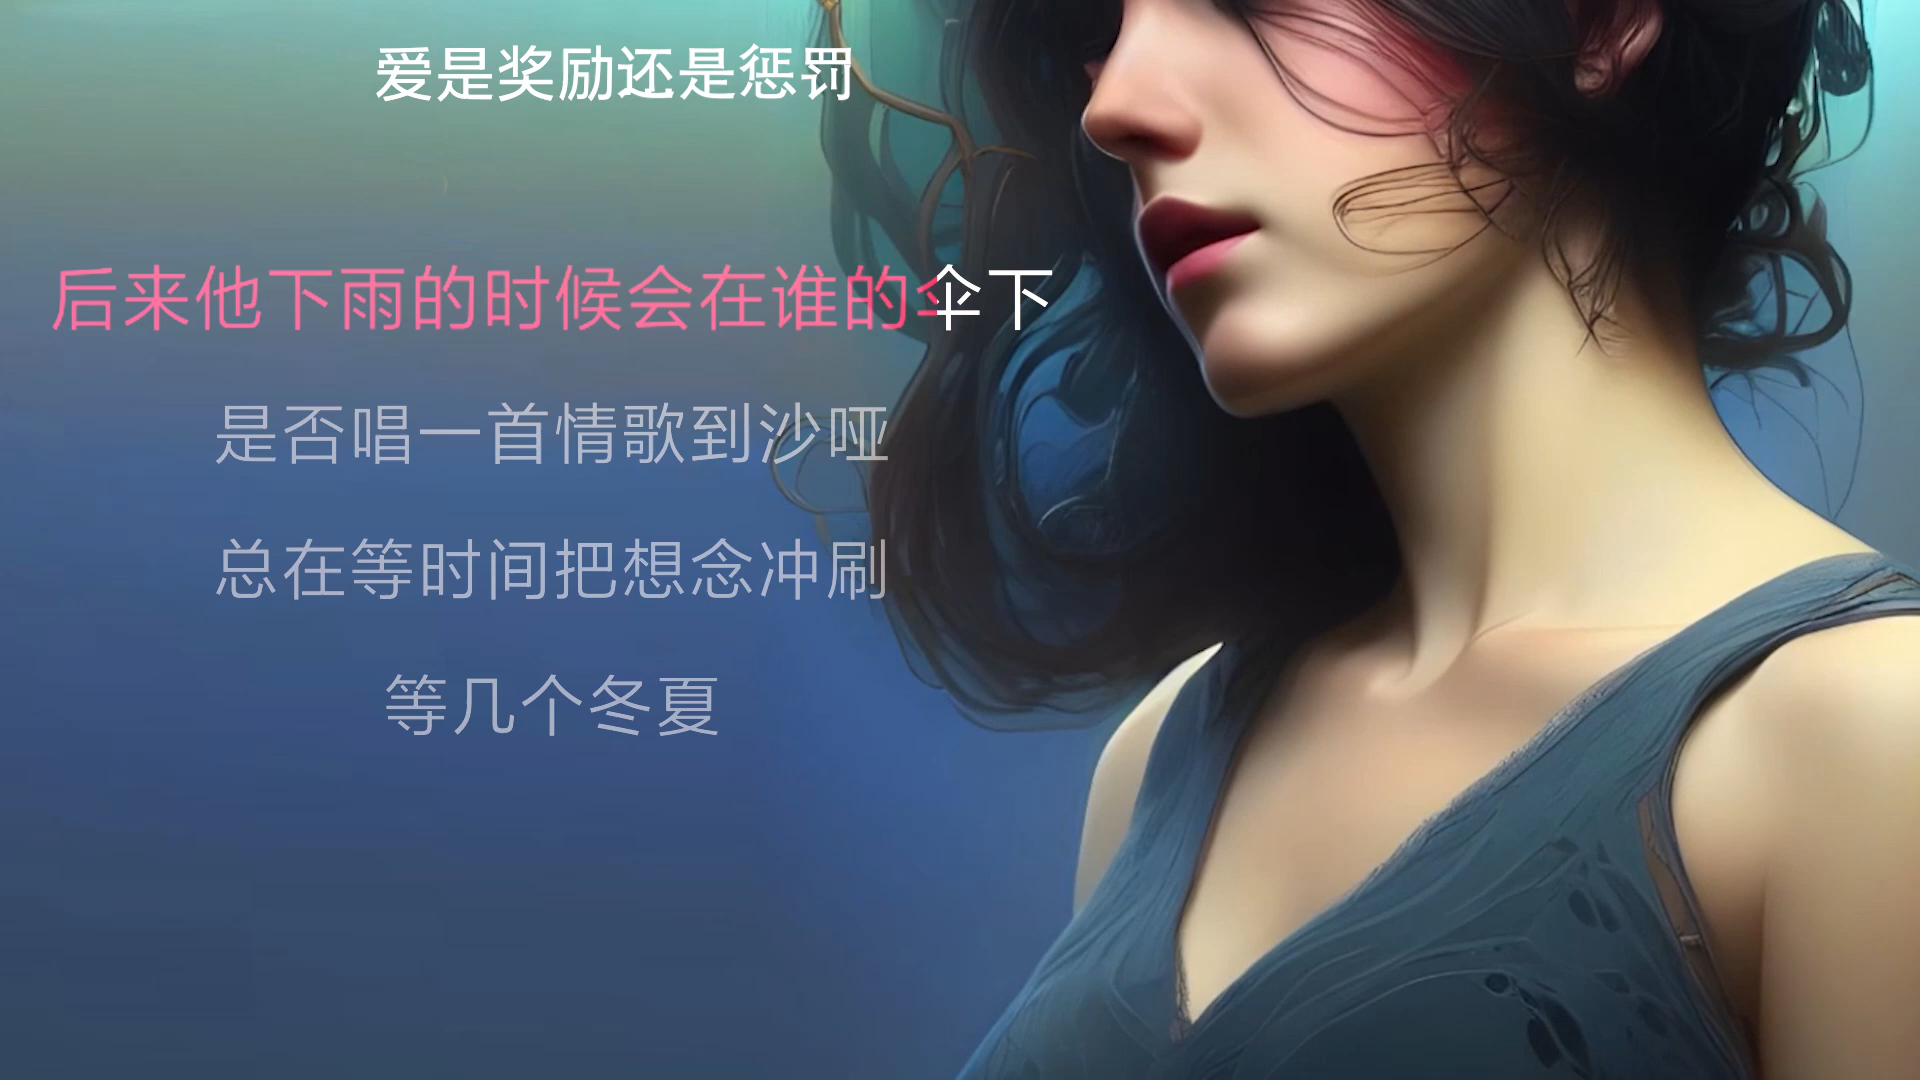 爱是奖励还是惩罚
后来他下雨的时候会在谁的伞下
是否唱一首情歌到沙哑
总在等时间把想念冲刷
等几个冬夏